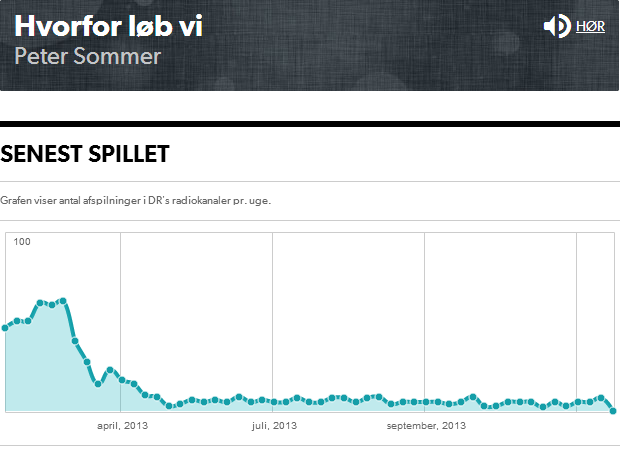 Hvorfor løb vi
HØR
Peter Sommer
SENEST SPILLET
Grafen viser antal afspilninger i DR's radiokanaler pr. uge.
100
april, 2013
juli, 2013
september, 2013